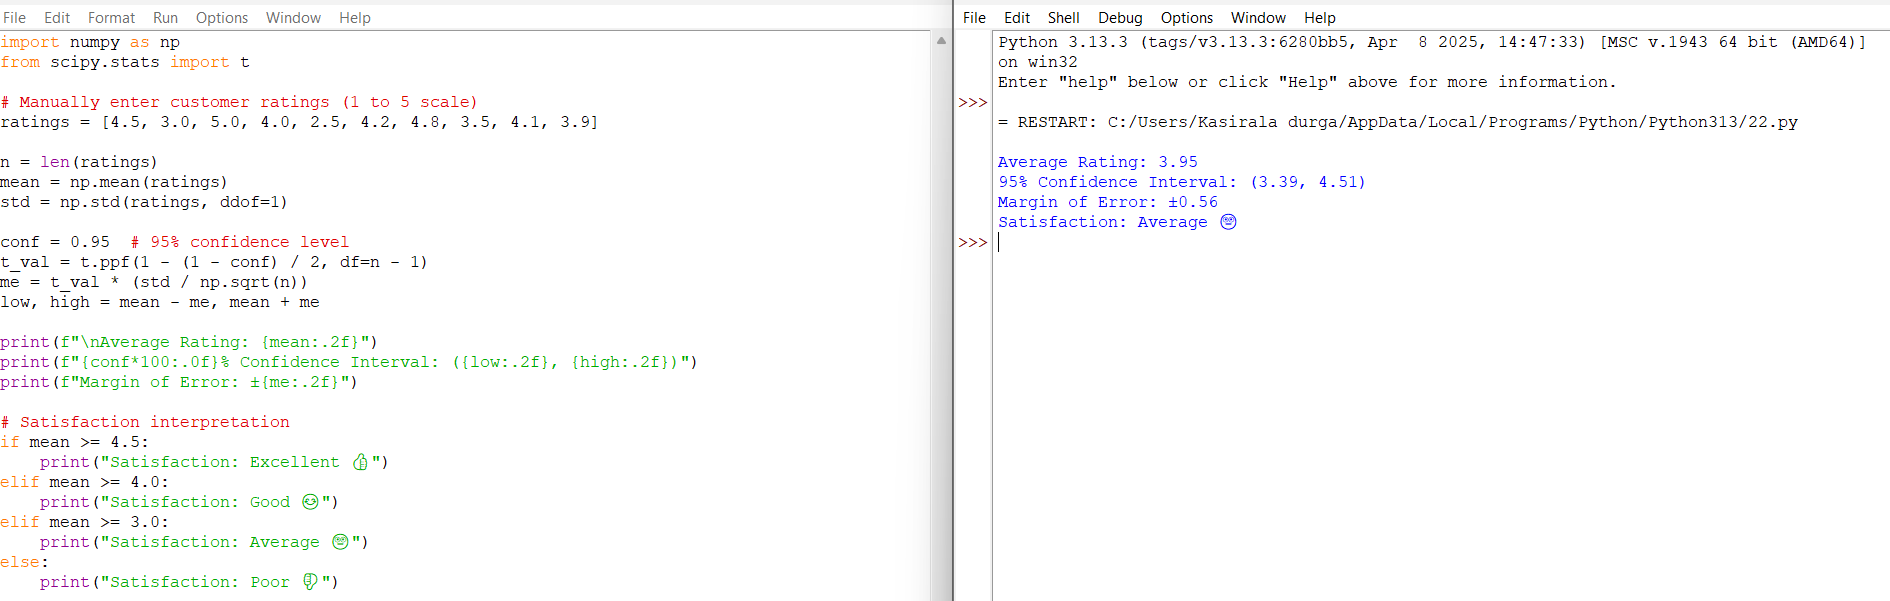 File Edit Format Run Options Window Help
import numpy as np
from scipy.stats import t

# Manually enter customer ratings (1 to 5 scale)
ratings = [4.5, 3.0, 5.0, 4.0, 2.5, 4.2, 4.8, 3.5, 4.1, 3.9]

n = len(ratings)
mean = np.mean(ratings)
std = np.std(ratings, ddof=1)

conf = 0.95  # 95% confidence level
t_val = t.ppf(1 - (1 - conf) / 2, df=n - 1)
me = t_val * (std / np.sqrt(n))
low, high = mean - me, mean + me

print(f"\nAverage Rating: {mean:.2f}")
print(f"{conf*100:.0f}% Confidence Interval: ({low:.2f}, {high:.2f})")
print(f"Margin of Error: ±{me:.2f}")

# Satisfaction interpretation
if mean >= 4.5:
    print("Satisfaction: Excellent 👍")
elif mean >= 4.0:
    print("Satisfaction: Good 😊")
elif mean >= 3.0:
    print("Satisfaction: Average 😐")
else:
    print("Satisfaction: Poor 👎")
File Edit Shell Debug Options Window Help
Python 3.13.3 (tags/v3.13.3:6280bb5, Apr  8 2025, 14:47:33) [MSC v.1943 64 bit (AMD64)]
on win32
Enter "help" below or click "Help" above for more information.
>>>
= RESTART: C:/Users/Kasirala durga/AppData/Local/Programs/Python/Python313/22.py

Average Rating: 3.95
95% Confidence Interval: (3.39, 4.51)
Margin of Error: ±0.56
Satisfaction: Average 😐
>>>